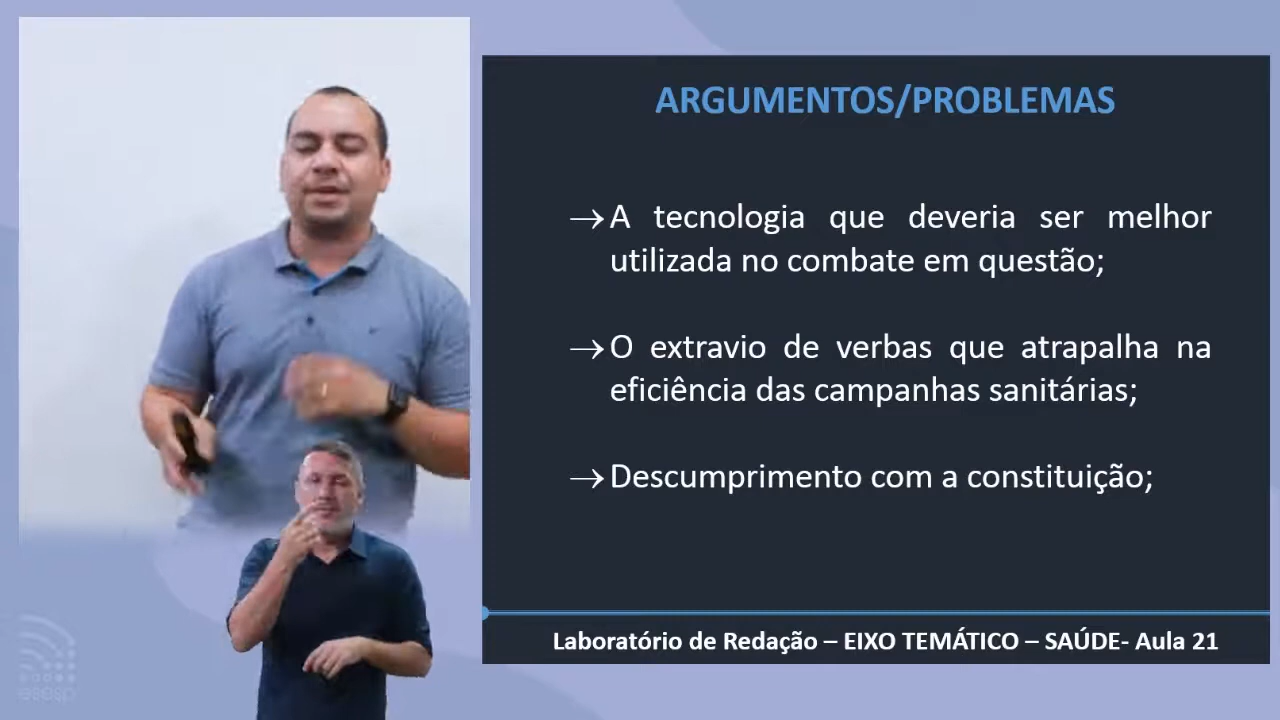 ARGUMENTOS/PROBLEMAS
→A tecnologia que deveria ser melhor
utilizada no combate em questão;
→O extravio de verbas que atrapalha na
eficiência das campanhas sanitárias;
→Descumprimento com a constituição;
Laboratório de Redação – EIXO TEMÁTICO – SAÚDE- Aula 21
esesp